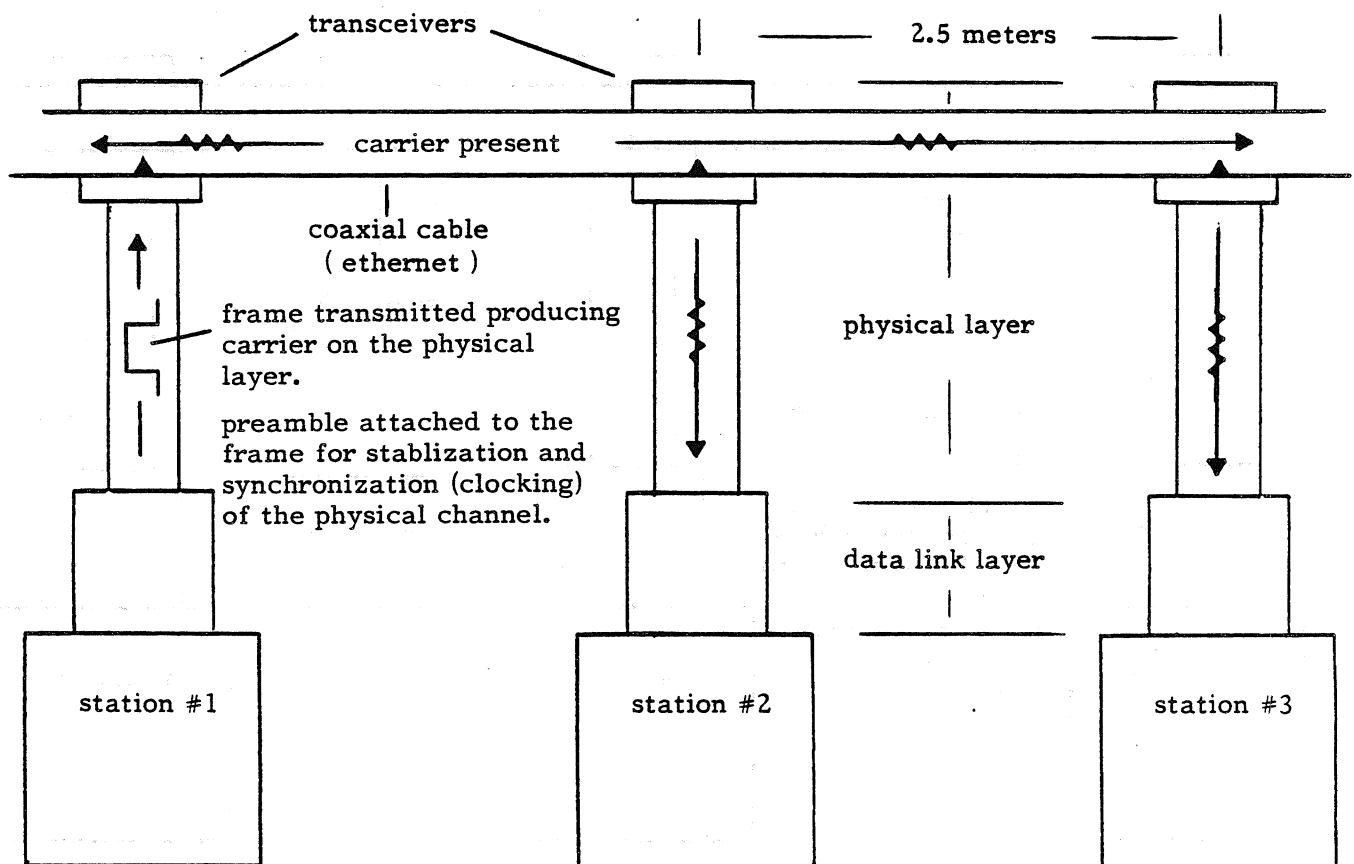 transceivers
2.5 meters
carrier present
coaxial cable
( ethernet )
frame transmitted producing
carrier on the physical
layer.
preamble attached to the
frame for stablization and
synchronization (clocking)
of the physical channel.
physical layer
data link layer
station #1
station #2
station #3